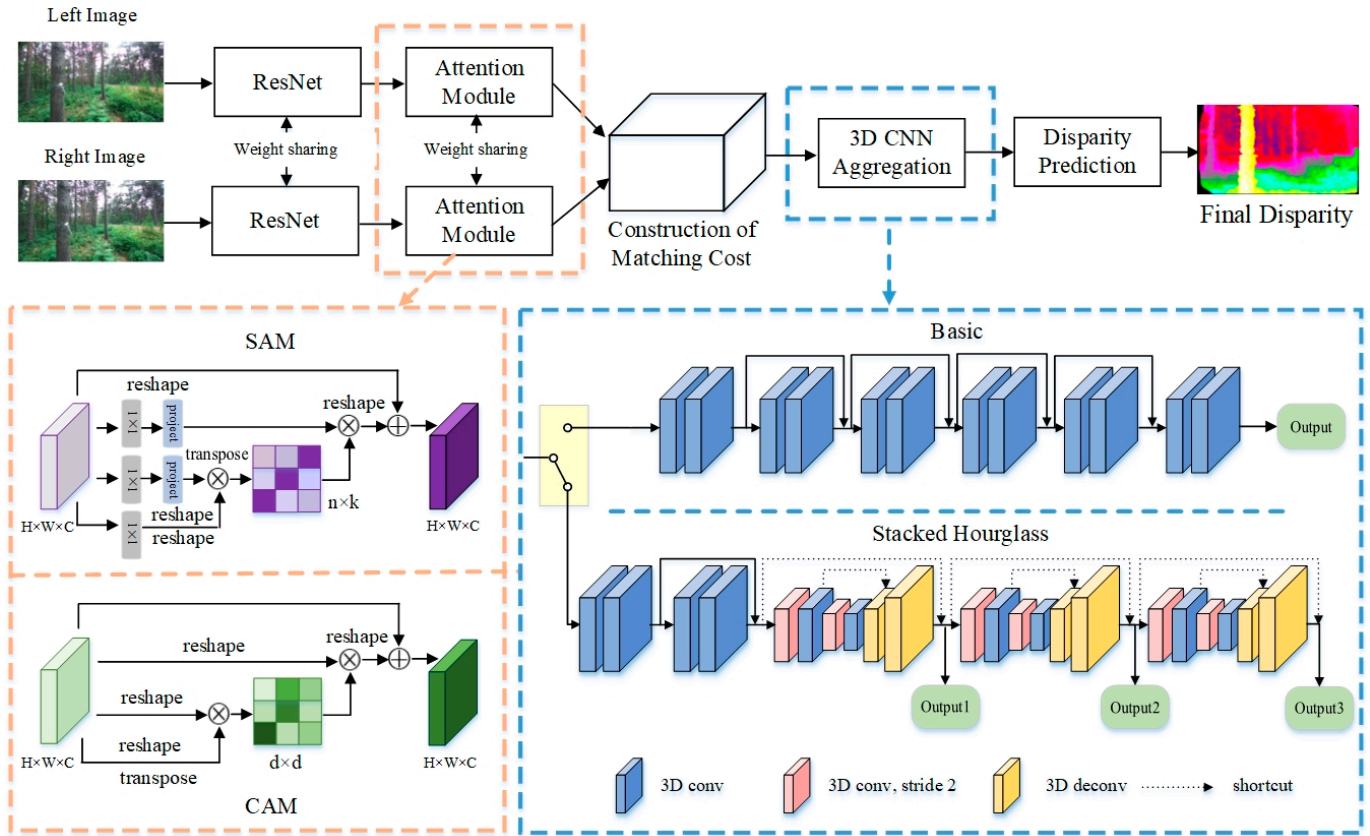 Left Image
ResNet
Attention
Module
Weight sharing
Weight sharing
Right Image
ResNet
Attention
Module
Construction of
Matching Cost
3D CNN
Aggregation
Disparity
Prediction
Final Disparity
SAM
reshape
1×1
project
reshape
1×1
project
transpose
n×k
1×1
reshape
reshape
H×W×C
H×W×C
reshape
reshape
reshape
d×d
reshape
transpose
H×W×C
H×W×C
CAM
Basic
Output
Stacked Hourglass
Output1
Output2
Output3
3D conv
3D conv, stride 2
3D deconv
shortcut